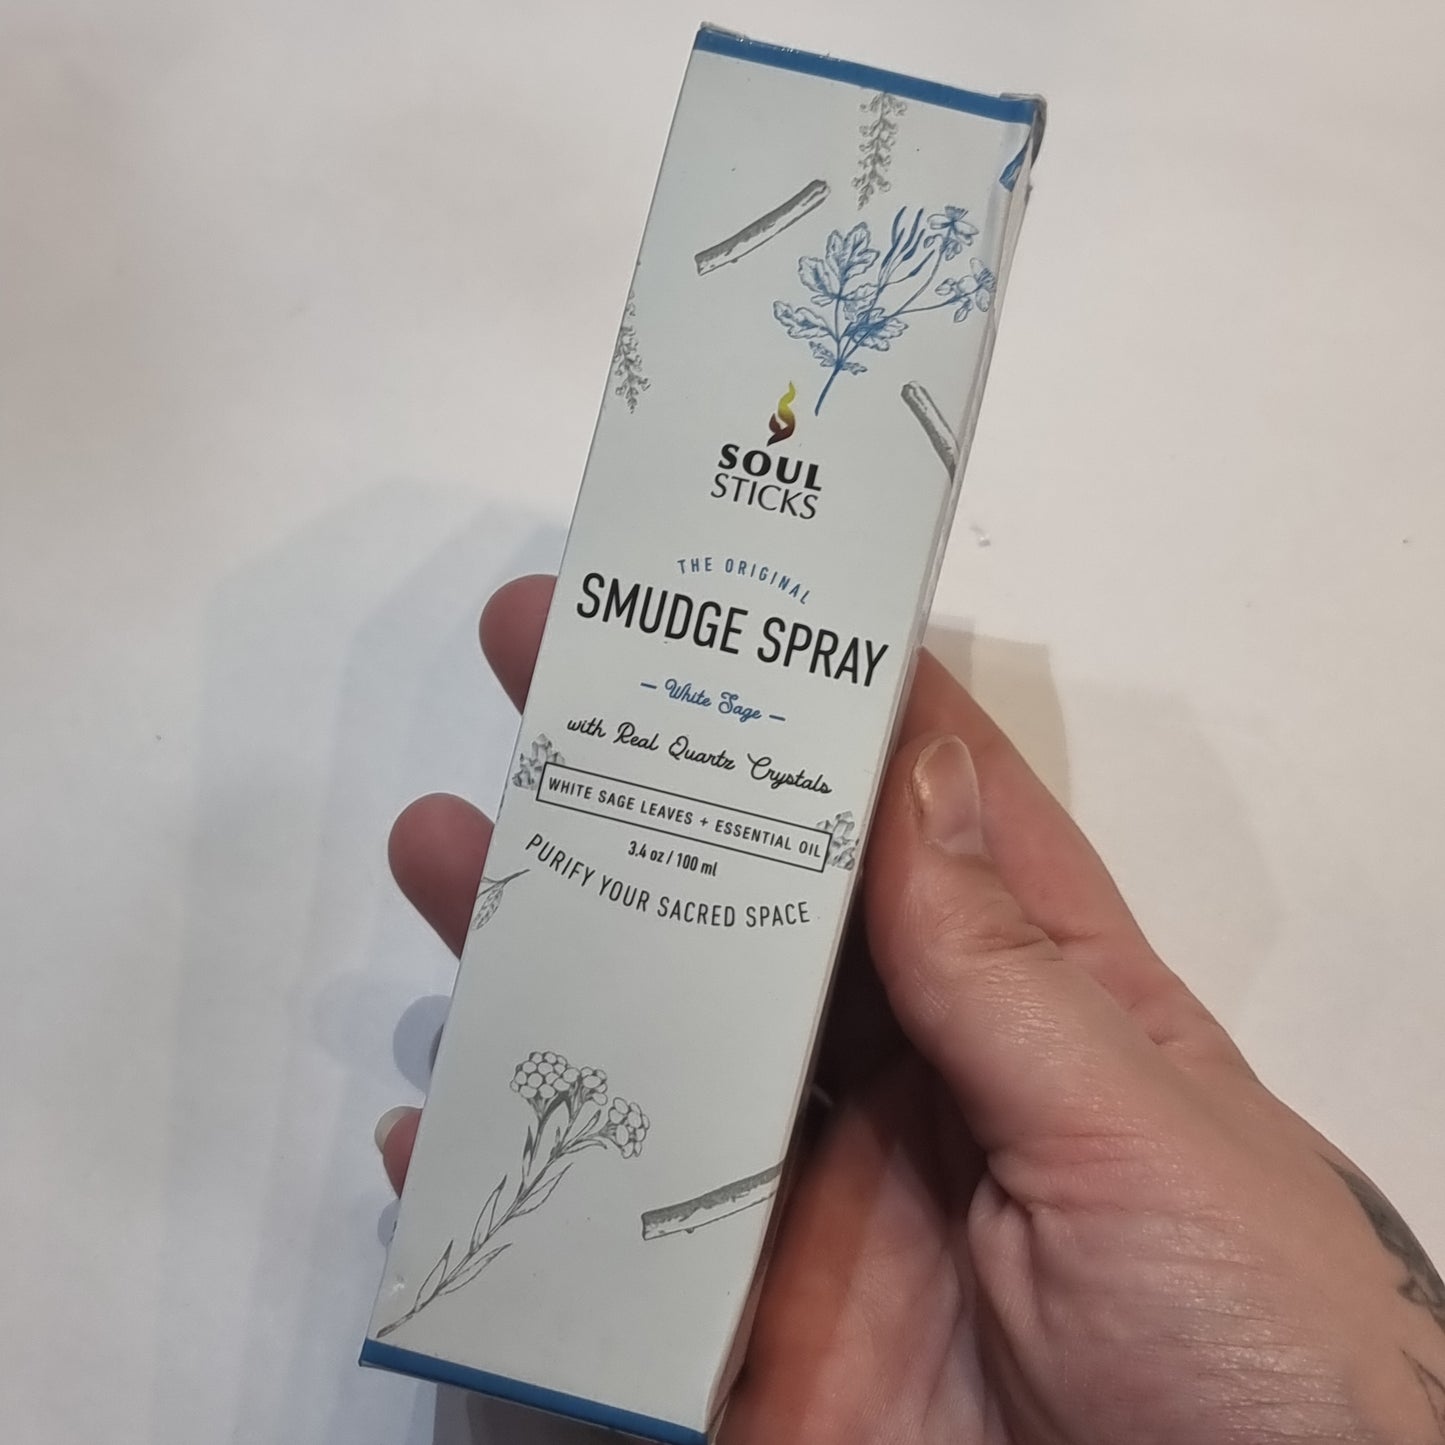 SOUL
STICKS
THE ORIGINAL
SMUDGE SPRAY
— White Sage —
with Real Quartz Crystals
WHITE SAGE LEAVES + ESSENTIAL OIL
3.4 oz / 100 ml
PURIFY YOUR SACRED SPACE